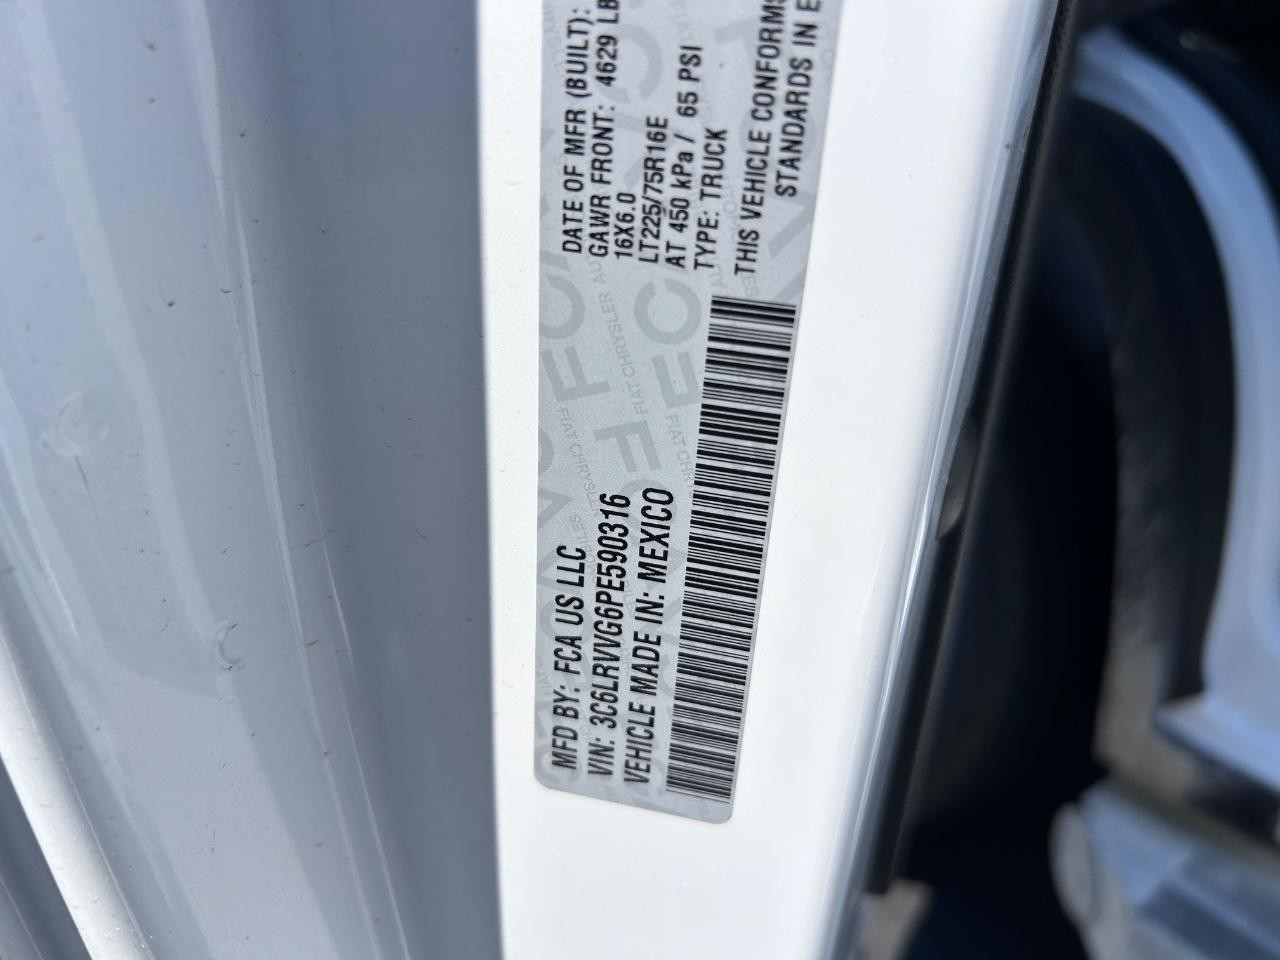 MFD BY: FCA US LLC
VIN: 3C6LRVVG6PE590316
VEHICLE MADE IN: MEXICO
DATE OF MFR (BUILT):
GAWR FRONT: 4629 LB
16X6.0
LT225/75R16E
AT 450 kPa / 65 PSI
TYPE: TRUCK
THIS VEHICLE CONFORMS
STANDARDS IN E